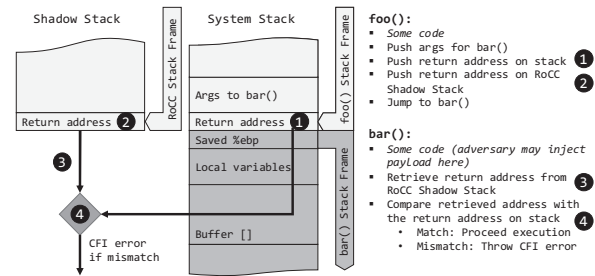 Shadow Stack
System Stack
RoCC Stack Frame
foo() Stack Frame
Args to bar()
Return address 2
Return address 1
Saved %ebp
Local variables
bar() Stack Frame
3
4
Buffer []
CFI error
if mismatch
foo():
▪ Some code
▪ Push args for bar()
▪ Push return address on stack 1
▪ Push return address on RoCC 2
Shadow Stack
▪ Jump to bar()
bar():
▪ Some code (adversary may inject
payLoad here)
▪ Retrieve return address from 3
RoCC Shadow Stack
▪ Compare retrieved address with
the return address on stack 4
• Match: Proceed execution
• Mismatch: Throw CFI error